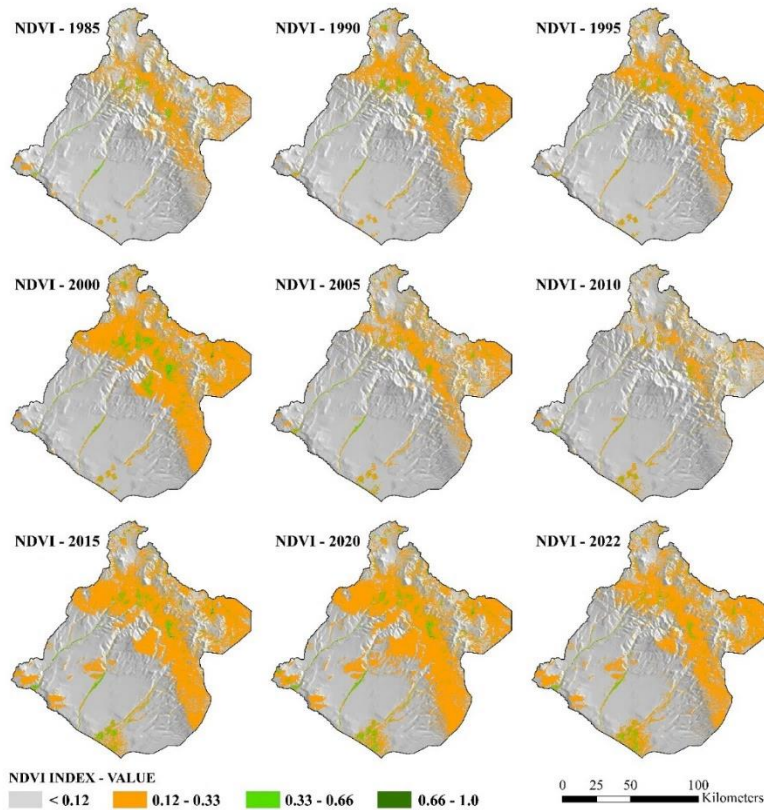 NDVI - 1985
NDVI - 1990
NDVI - 1995
NDVI - 2000
NDVI - 2005
NDVI - 2010
NDVI - 2015
NDVI - 2020
NDVI - 2022
NDVI INDEX - VALUE
< 0.12
0.12 - 0.33
0.33 - 0.66
0.66 - 1.0
0 25 50 100
Kilometers